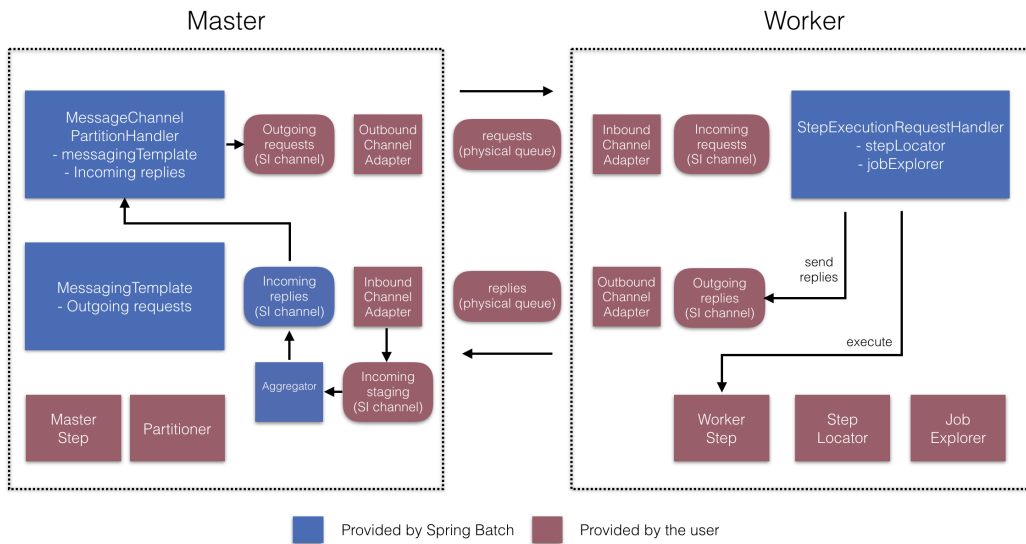 Master
Worker
MessageChannel
PartitionHandler
- messagingTemplate
- Incoming replies
Outgoing
requests
(SI channel)
Outbound
Channel
Adapter
requests
(physical queue)
Inbound
Channel
Adapter
Incoming
requests
(SI channel)
StepExecutionRequestHandler
- stepLocator
- jobExplorer
MessagingTemplate
- Outgoing requests
Incoming
replies
(SI channel)
Inbound
Channel
Adapter
replies
(physical queue)
Outbound
Channel
Adapter
Outgoing
replies
(SI channel)
send
replies
execute
Aggregator
Incoming
staging
(SI channel)
Master
Step
Partitioner
Worker
Step
Step
Locator
Job
Explorer
Provided by Spring Batch
Provided by the user